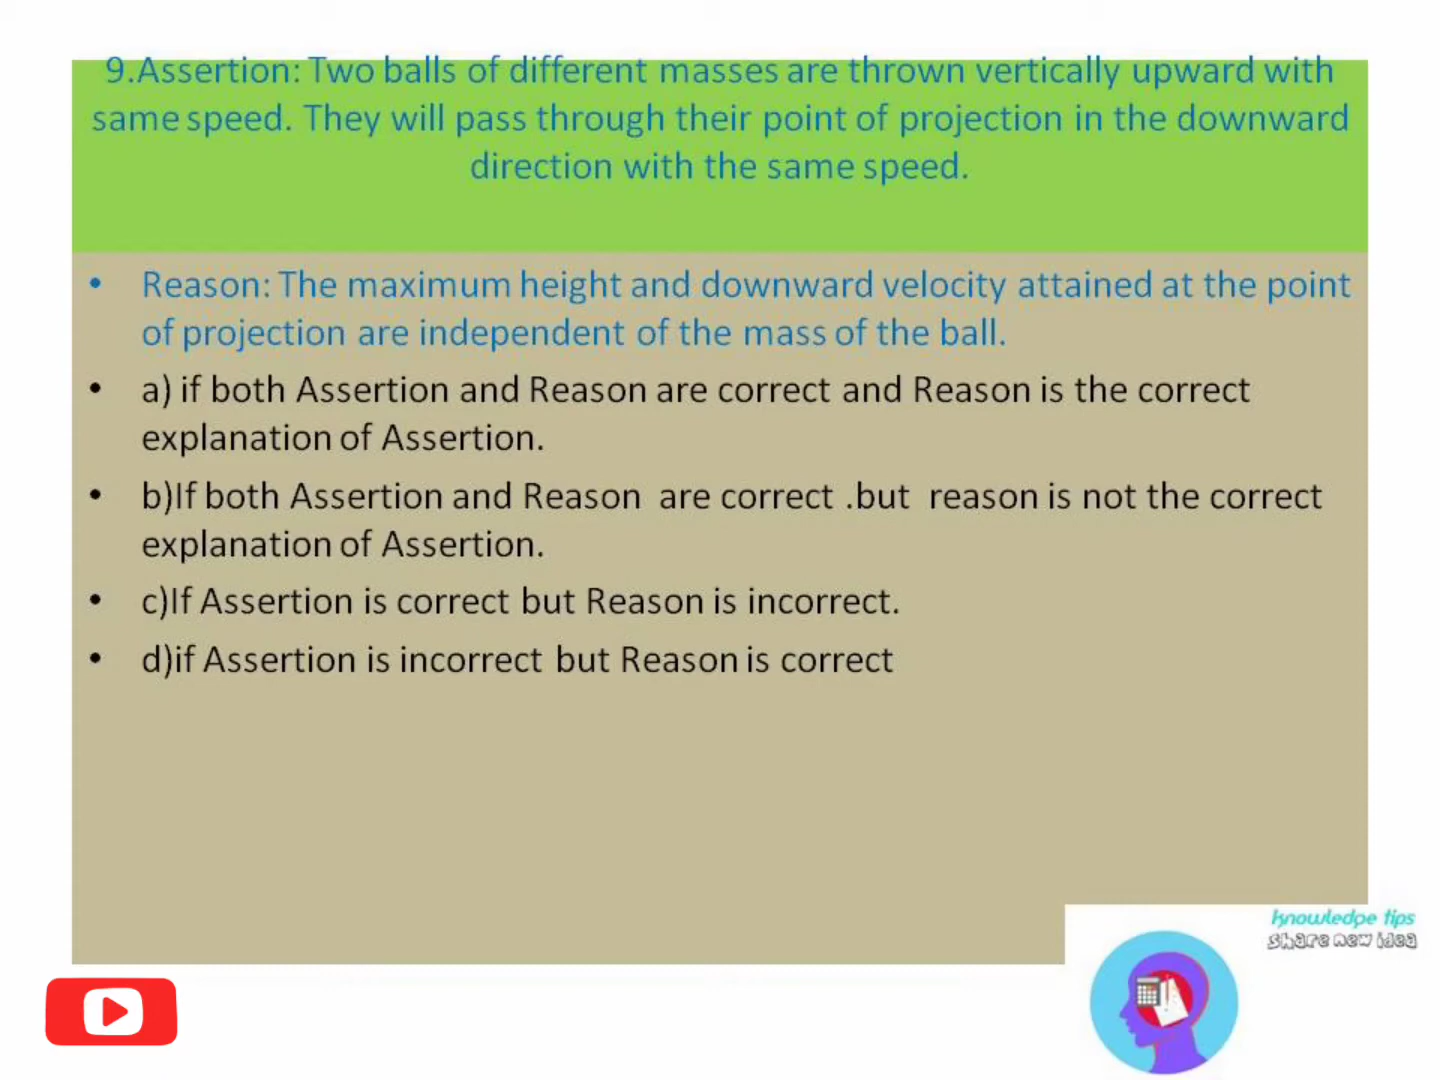 9.Assertion: Two balls of different masses are thrown vertically upward with
same speed. They will pass through their point of projection in the downward
direction with the same speed.
• Reason: The maximum height and downward velocity attained at the point
of projection are independent of the mass of the ball.
• a) if both Assertion and Reason are correct and Reason is the correct
explanation of Assertion.
• b)If both Assertion and Reason are correct .but reason is not the correct
explanation of Assertion.
• c)If Assertion is correct but Reason is incorrect.
• d)if Assertion is incorrect but Reason is correct
knowledge tips
share new idea